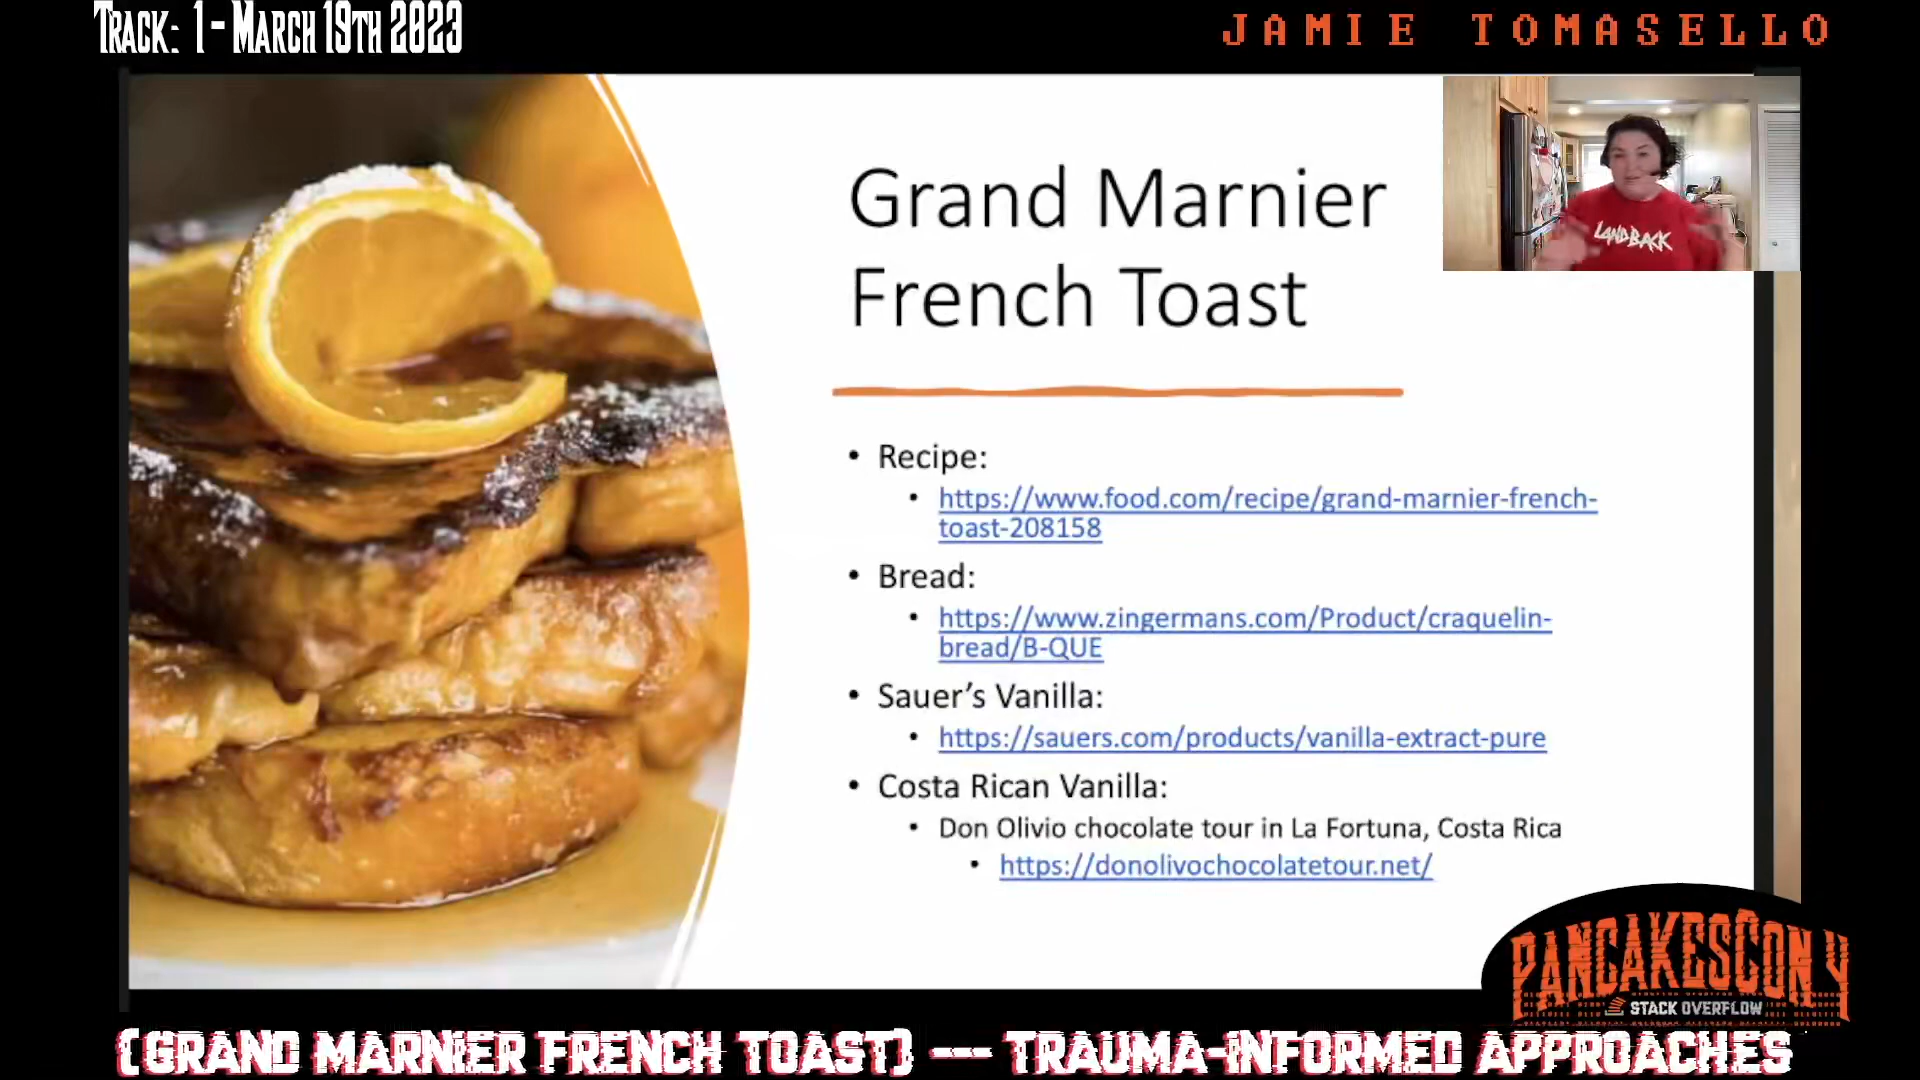 TRACK: 1 - MARCH 19TH 2023
JAMIE TOMASELLO
Grand Marnier
French Toast
LANDBACK
• Recipe:
• https://www.food.com/recipe/grand-marnier-french-
toast-208158
• Bread:
• https://www.zingermans.com/Product/craquelin-
bread/B-QUE
• Sauer’s Vanilla:
• https://sauers.com/products/vanilla-extract-pure
• Costa Rican Vanilla:
• Don Olivio chocolate tour in La Fortuna, Costa Rica
• https://donolivochocolatetour.net/
PANCAKESCON 4
STACK OVERFLOW
(GRAND MARNIER FRENCH TOAST) --- TRAUMA-INFORMED APPROACHES